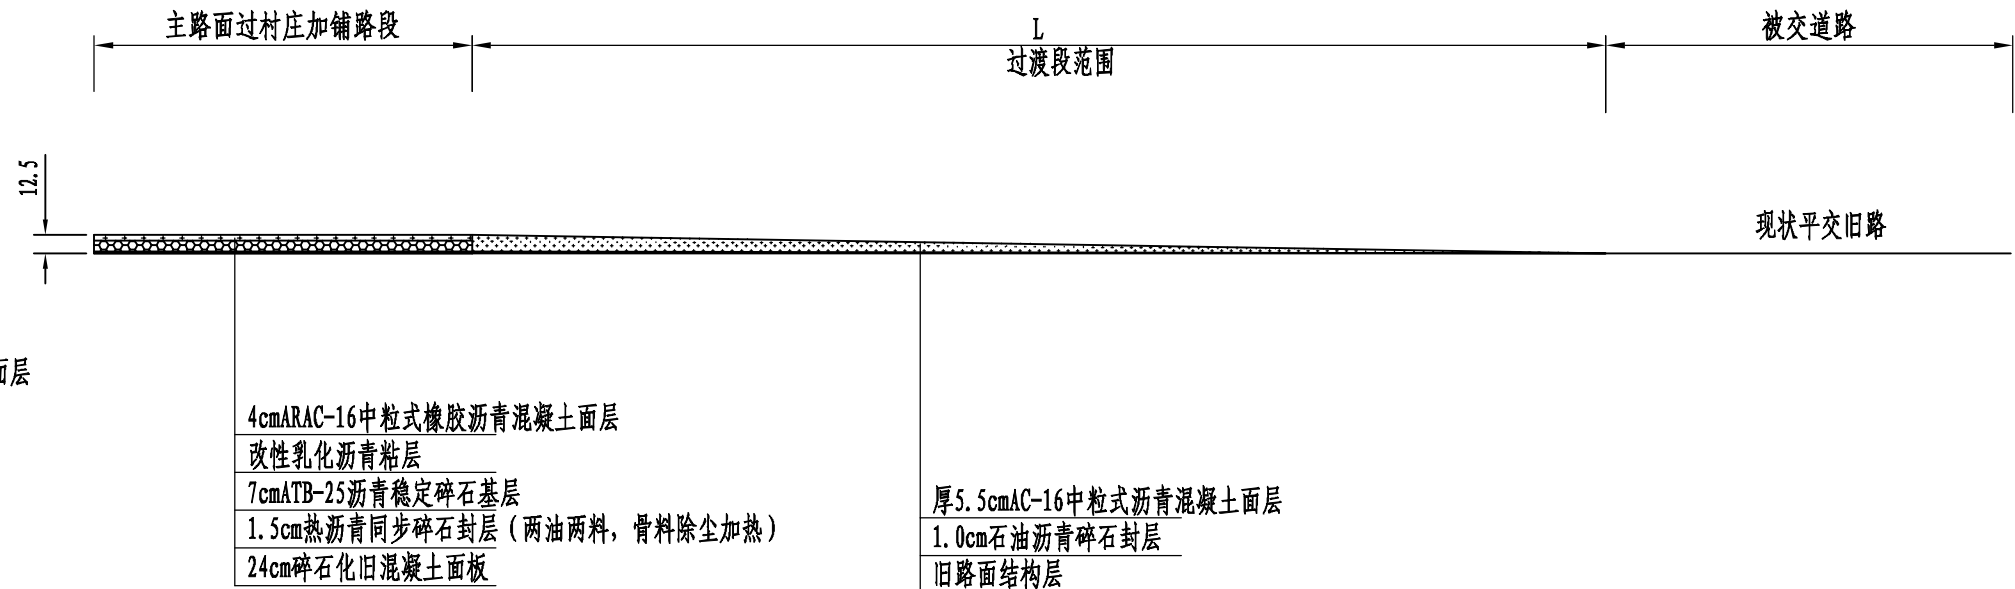 主路面过村庄加铺路段
L
过渡段范围
被交道路
12.5
现状平交旧路
面层
4cmARAC-16中粒式橡胶沥青混凝土面层
改性乳化沥青粘层
7cmATB-25沥青稳定碎石基层
1.5cm热沥青同步碎石封层（两油两料，骨料除尘加热）
24cm碎石化旧混凝土面板
厚5.5cmAC-16中粒式沥青混凝土面层
1.0cm石油沥青碎石封层
旧路面结构层